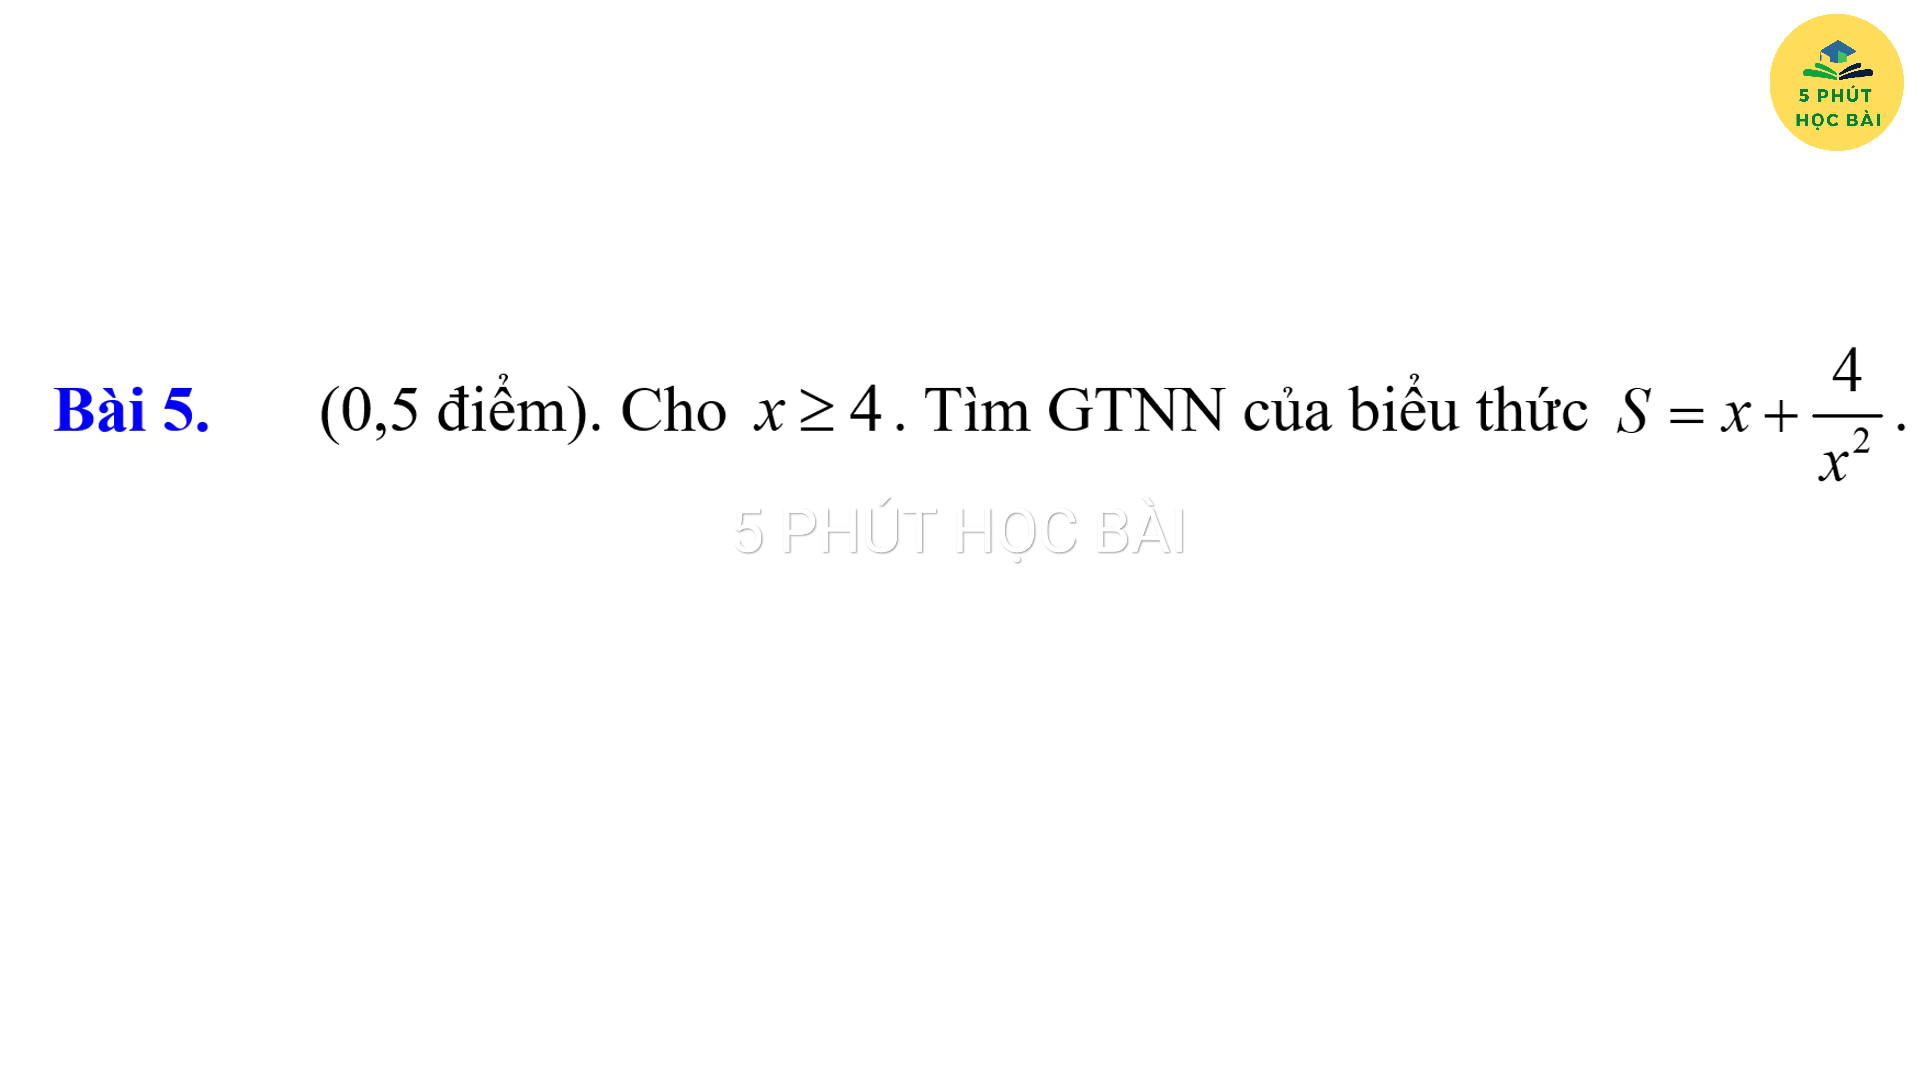 5 PHÚT
HỌC BÀI
Bài 5. (0,5 điểm). Cho x ≥ 4. Tìm GTNN của biểu thức S = x + 4/x².
5 PHÚT HỌC BÀI